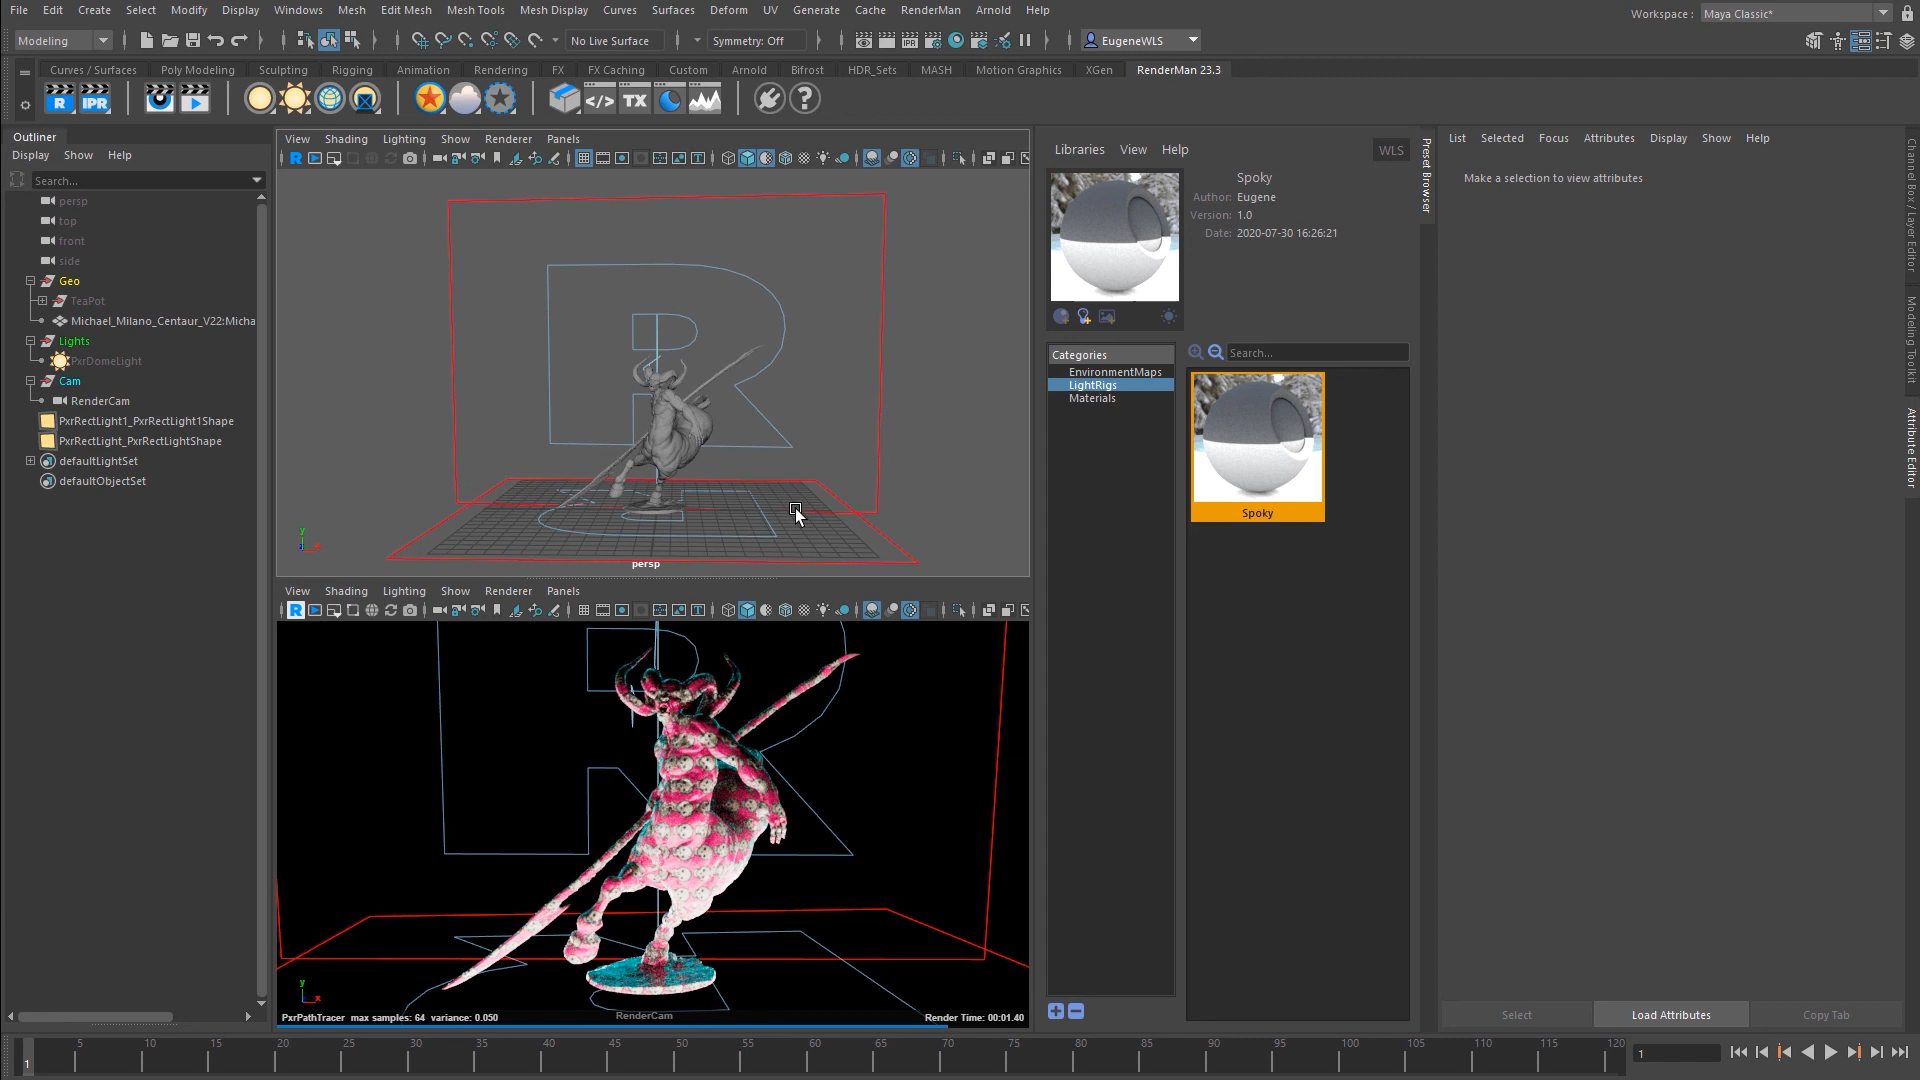 File Edit Create Select Modify Display Windows Mesh Edit Mesh Mesh Tools Mesh Display Curves Surfaces Deform UV Generate Cache RenderMan Arnold Help
Workspace : Maya Classic*
Modeling No Live Surface Symmetry: Off IPR EugeneWLS
Curves / Surfaces Poly Modeling Sculpting Rigging Animation Rendering FX FX Caching Custom Arnold Bifrost HDR_Sets MASH Motion Graphics XGen RenderMan 23.3
R IPR </> TX ?
Outliner
Display Show Help
Search...
persp
top
front
side
Geo
TeaPot
Michael_Milano_Centaur_V22:Micha
Lights
PxrDomeLight
Cam
RenderCam
PxrRectLight1_PxrRectLight1Shape
PxrRectLight_PxrRectLightShape
defaultLightSet
defaultObjectSet
View Shading Lighting Show Renderer Panels
R
y
persp
View Shading Lighting Show Renderer Panels
R
y
x
PxrPathTracer max samples: 64 variance: 0.050
RenderCam
Render Time: 00:01.40
Libraries View Help
WLS
Spoky
Author: Eugene
Version: 1.0
Date: 2020-07-30 16:26:21
Categories
EnvironmentMaps
LightRigs
Materials
Search...
Spoky
Preset Browser
List Selected Focus Attributes Display Show Help
Make a selection to view attributes
Select Load Attributes Copy Tab
Channel Box / Layer Editor
Modeling Toolkit
Attribute Editor
5 10 15 20 25 30 35 40 45 50 55 60 65 70 75 80 85 90 95 100 105 110 115 120
1
1